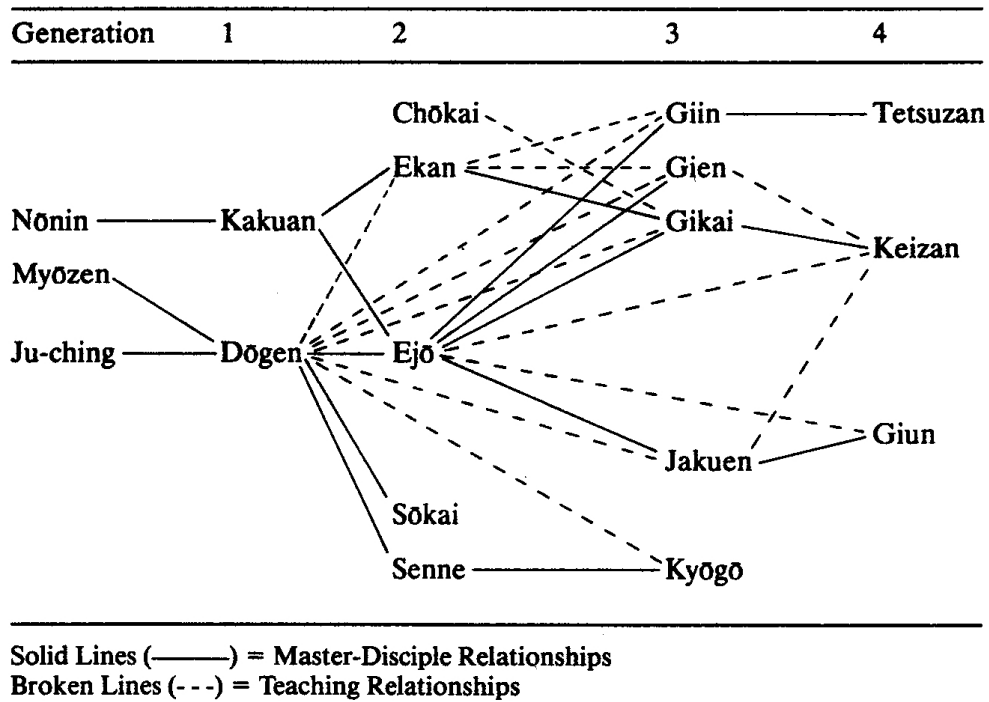 Generation 1 2 3 4
Chōkai Giin Tetsuzan
Ekan Gien
Nōnin Kakuan Gikai Keizan
Myōzen
Ju-ching Dōgen Ejō
Giun
Jakuen
Sōkai
Senne Kyōgō
Solid Lines (———) = Master-Disciple Relationships
Broken Lines (- - -) = Teaching Relationships